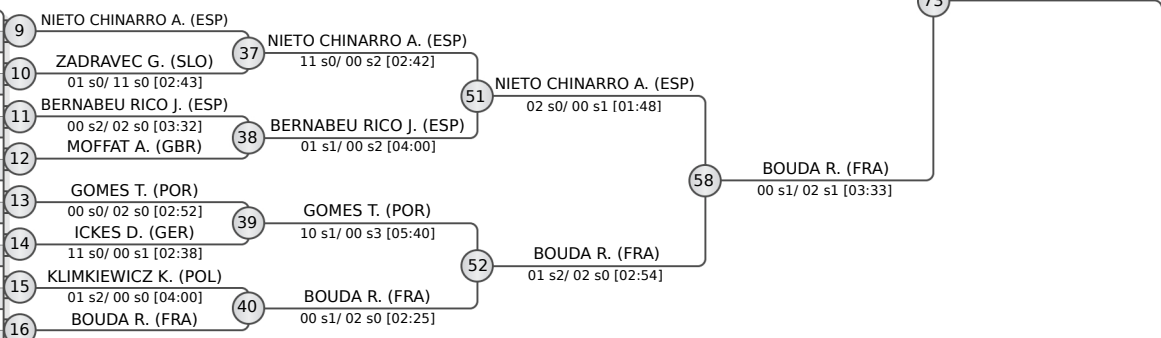 73
9
NIETO CHINARRO A. (ESP)
37
NIETO CHINARRO A. (ESP)
11 s0/ 00 s2 [02:42]
10
ZADRAVEC G. (SLO)
01 s0/ 11 s0 [02:43]
51
NIETO CHINARRO A. (ESP)
02 s0/ 00 s1 [01:48]
11
BERNABEU RICO J. (ESP)
00 s2/ 02 s0 [03:32]
38
BERNABEU RICO J. (ESP)
01 s1/ 00 s2 [04:00]
12
MOFFAT A. (GBR)
58
BOUDA R. (FRA)
00 s1/ 02 s1 [03:33]
13
GOMES T. (POR)
00 s0/ 02 s0 [02:52]
39
GOMES T. (POR)
10 s1/ 00 s3 [05:40]
14
ICKES D. (GER)
11 s0/ 00 s1 [02:38]
52
BOUDA R. (FRA)
01 s2/ 02 s0 [02:54]
15
KLIMKIEWICZ K. (POL)
01 s2/ 00 s0 [04:00]
40
BOUDA R. (FRA)
00 s1/ 02 s0 [02:25]
16
BOUDA R. (FRA)